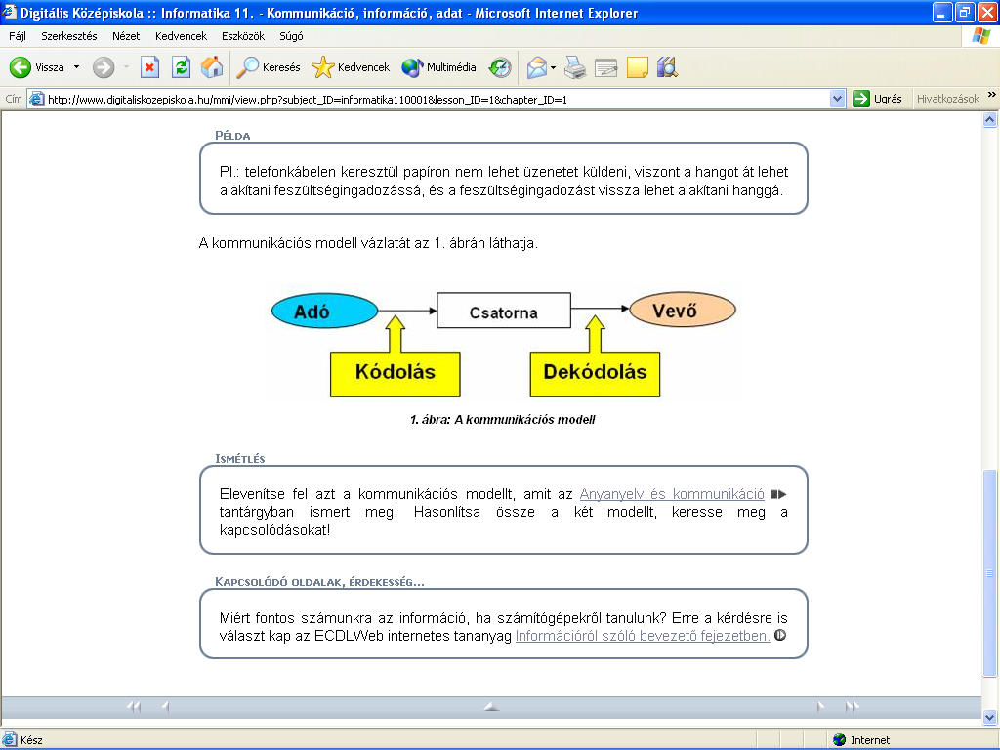 Digitális Középiskola :: Informatika 11. - Kommunikáció, információ, adat - Microsoft Internet Explorer
Fájl Szerkesztés Nézet Kedvencek Eszközök Súgó
Vissza Keresés Kedvencek Multimédia
Cím http://www.digitaliskozepiskola.hu/mmi/view.php?subject_ID=informatika110001&lesson_ID=1&chapter_ID=1 Ugrás Hivatkozások »
PÉLDA
Pl.: telefonkábelen keresztül papíron nem lehet üzenetet küldeni, viszont a hangot át lehet
alakítani feszültségingadozássá, és a feszültségingadozást vissza lehet alakítani hanggá.
A kommunikációs modell vázlatát az 1. ábrán láthatja.
Adó Csatorna Vevő
Kódolás Dekódolás
1. ábra: A kommunikációs modell
ISMÉTLÉS
Elevenítse fel azt a kommunikációs modellt, amit az Anyanyelv és kommunikáció
tantárgyban ismert meg! Hasonlítsa össze a két modellt, keresse meg a
kapcsolódásokat!
KAPCSOLÓDÓ OLDALAK, ÉRDEKESSÉG...
Miért fontos számunkra az információ, ha számítógépekről tanulunk? Erre a kérdésre is
választ kap az ECDLWeb internetes tananyag Információról szóló bevezető fejezetben.
Kész Internet